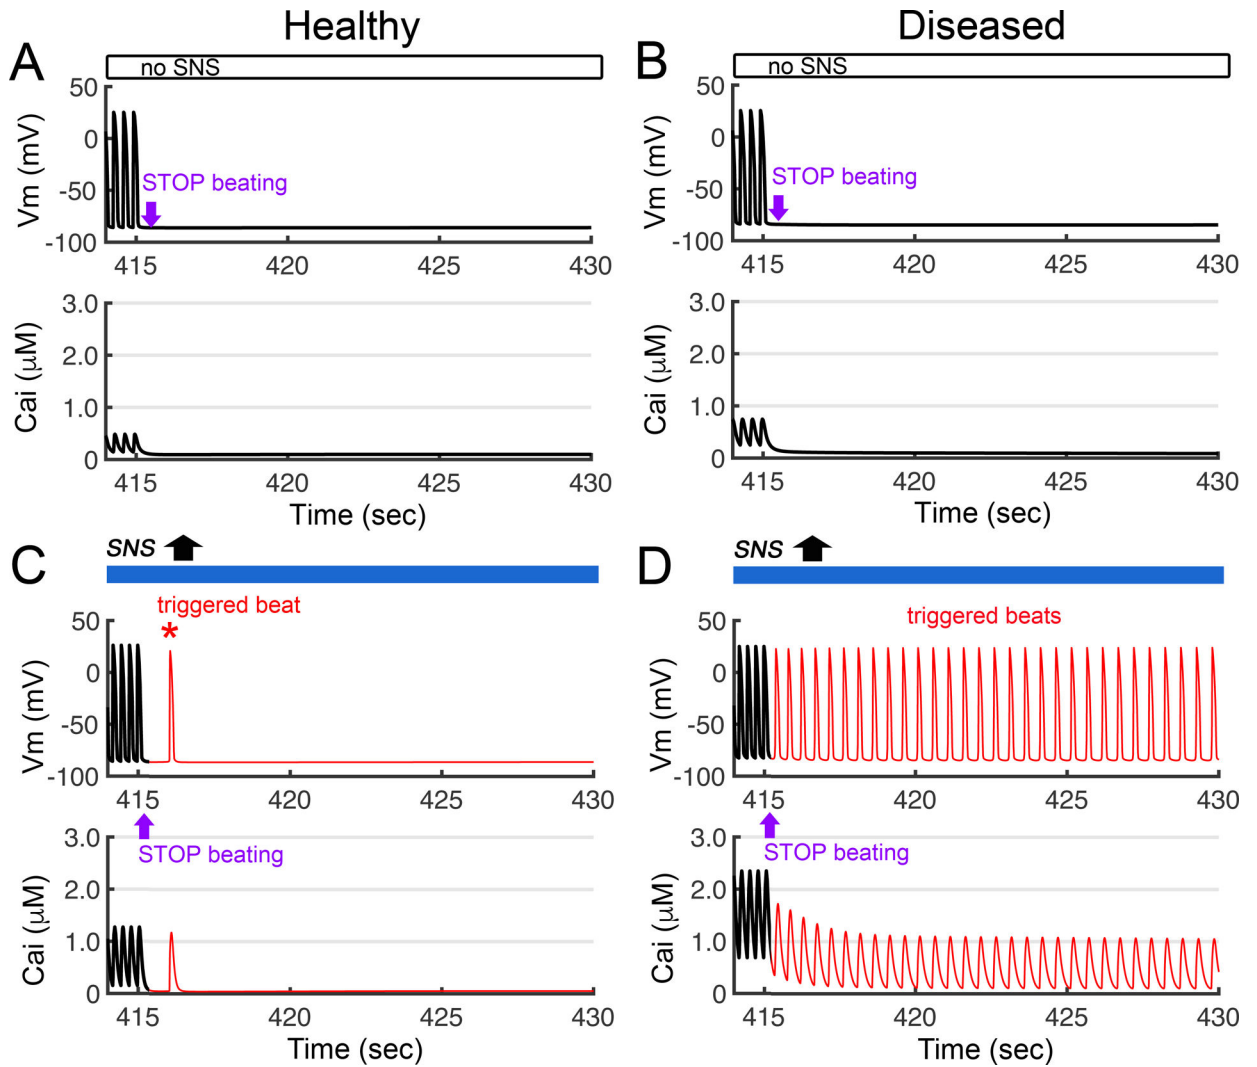 Healthy
Diseased
A
no SNS
50
0
-50
-100
Vm (mV)
STOP beating
415
420
425
430
3.0
2.0
1.0
0
Cai (μM)
415
420
425
430
Time (sec)
B
no SNS
50
0
-50
-100
Vm (mV)
STOP beating
415
420
425
430
3.0
2.0
1.0
0
Cai (μM)
415
420
425
430
Time (sec)
C
SNS
triggered beat
*
50
0
-50
-100
Vm (mV)
415
420
425
430
STOP beating
3.0
2.0
1.0
0
Cai (μM)
415
420
425
430
Time (sec)
D
SNS
triggered beats
50
0
-50
-100
Vm (mV)
415
420
425
430
STOP beating
3.0
2.0
1.0
0
Cai (μM)
415
420
425
430
Time (sec)